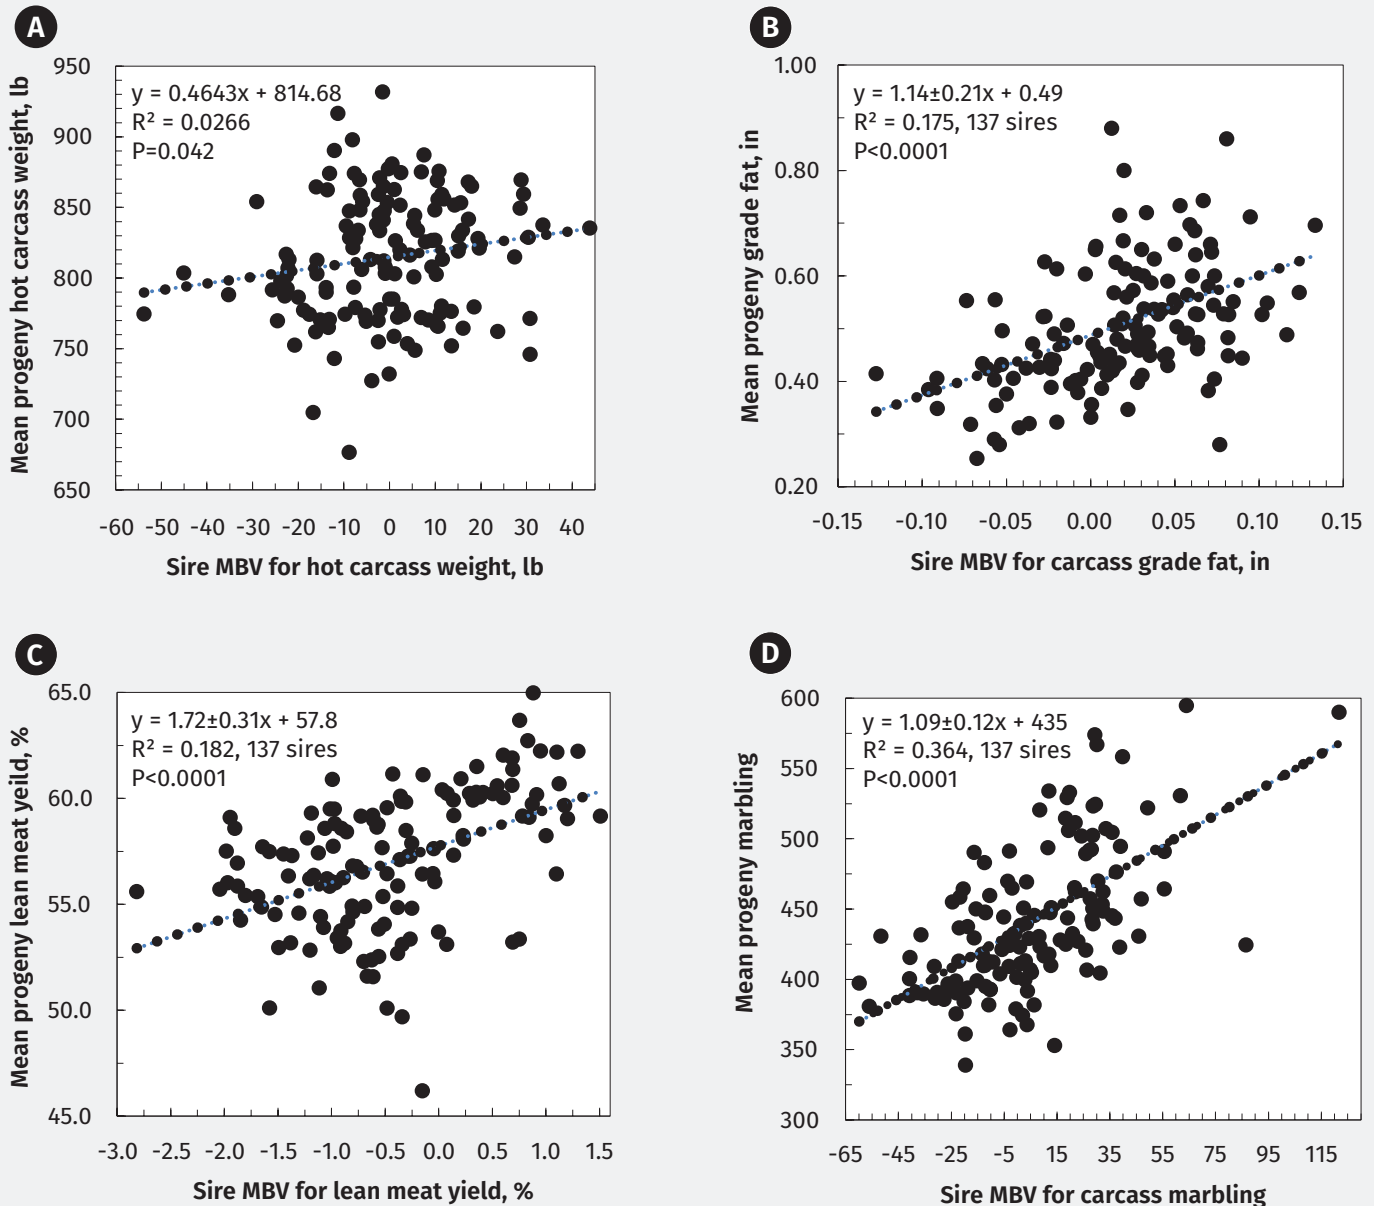 A
Mean progeny hot carcass weight, lb
950
900
850
800
750
700
650
y = 0.4643x + 814.68
R² = 0.0266
P=0.042
-60 -50 -40 -30 -20 -10 0 10 20 30 40
Sire MBV for hot carcass weight, lb
B
Mean progeny grade fat, in
1.00
0.80
0.60
0.40
0.20
y = 1.14±0.21x + 0.49
R² = 0.175, 137 sires
P<0.0001
-0.15 -0.05 0.00 0.05 0.10 0.15
Sire MBV for carcass grade fat, in
C
Mean progeny lean meat yeild, %
65.0
60.0
55.0
50.0
45.0
y = 1.72±0.31x + 57.8
R² = 0.182, 137 sires
P<0.0001
-3.0 -2.5 -2.0 -1.5 -1.0 -0.5 0.0 0.5 1.0 1.5
Sire MBV for lean meat yield, %
D
Mean progeny marbling
600
550
500
450
400
350
300
y = 1.09±0.12x + 435
R² = 0.364, 137 sires
P<0.0001
-65 -45 -25 -5 15 35 55 75 95 115
Sire MBV for carcass marbling